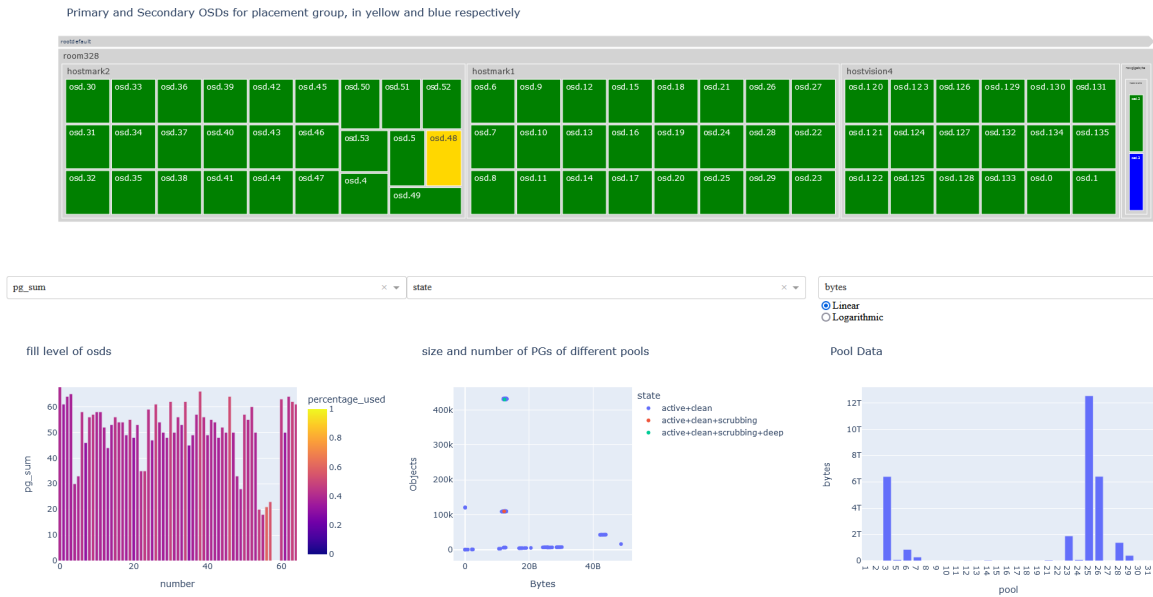 Primary and Secondary OSDs for placement group, in yellow and blue respectively
rootdefault
room328
hostmark2
hostmark1
hostvision4
osd.30 osd.33 osd.36 osd.39 osd.42 osd.45 osd.50 osd.51 osd.52 osd.6 osd.9 osd.12 osd.15 osd.18 osd.21 osd.26 osd.27 osd.120 osd.123 osd.126 osd.129 osd.130 osd.131
osd.31 osd.34 osd.37 osd.40 osd.43 osd.46 osd.53 osd.5 osd.48 osd.7 osd.10 osd.13 osd.16 osd.19 osd.24 osd.28 osd.22 osd.121 osd.124 osd.127 osd.132 osd.134 osd.135
osd.32 osd.35 osd.38 osd.41 osd.44 osd.47 osd.4 osd.49 osd.8 osd.11 osd.14 osd.17 osd.20 osd.25 osd.29 osd.23 osd.122 osd.125 osd.128 osd.133 osd.0 osd.1
pg_sum × state × bytes
Linear
Logarithmic
fill level of osds
pg_sum
60
50
40
30
20
10
0
0 20 40 60
number
percentage_used
1
0.8
0.6
0.4
0.2
0
size and number of PGs of different pools
Objects
400k
300k
200k
100k
0
0 20B 40B
Bytes
state
active+clean
active+clean+scrubbing
active+clean+scrubbing+deep
Pool Data
bytes
12T
10T
8T
6T
4T
2T
0
1 2 3 5 6 7 8 9 10 11 12 13 14 15 18 19 21 22 23 24 25 26 27 28 29 30 31
pool